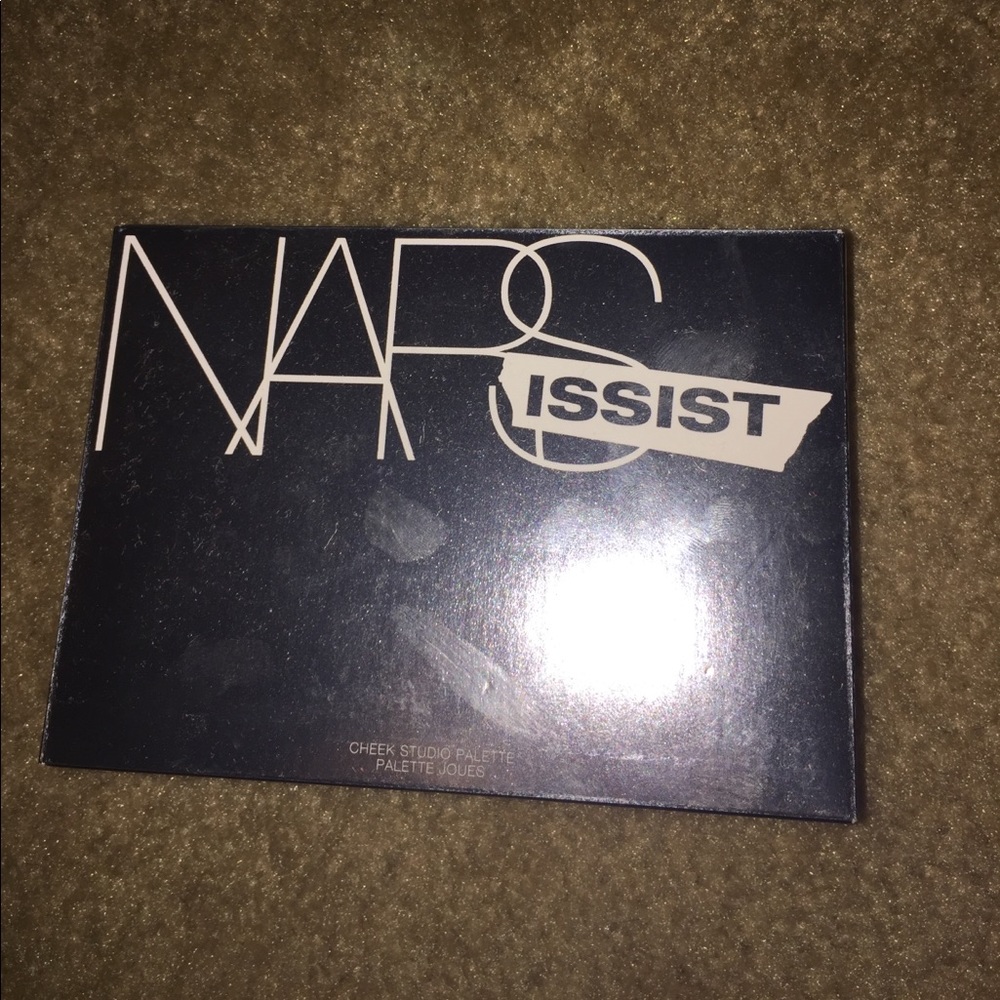 NARS
ISSIST
CHEEK STUDIO PALETTE
PALETTE JOUES